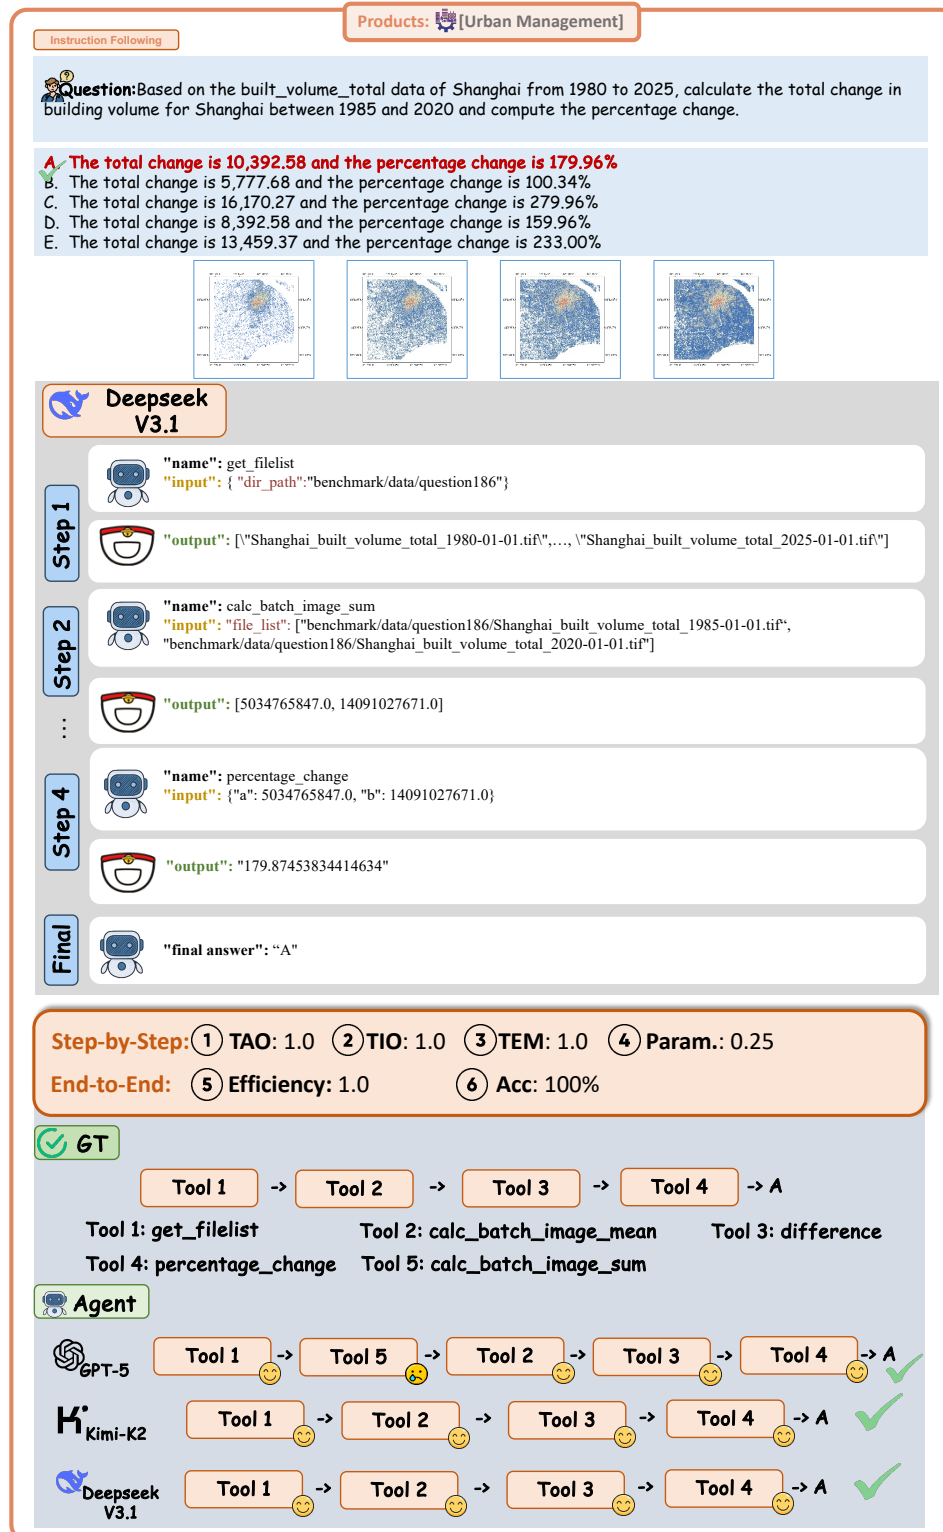 Products: [Urban Management]
Instruction Following
Question:Based on the built_volume_total data of Shanghai from 1980 to 2025, calculate the total change in
building volume for Shanghai between 1985 and 2020 and compute the percentage change.
A. The total change is 10,392.58 and the percentage change is 179.96%
B. The total change is 5,777.68 and the percentage change is 100.34%
C. The total change is 16,170.27 and the percentage change is 279.96%
D. The total change is 8,392.58 and the percentage change is 159.96%
E. The total change is 13,459.37 and the percentage change is 233.00%
Deepseek
V3.1
Step 1
"name": get_filelist
"input": { "dir_path":"benchmark/data/question186"}
"output": [\"Shanghai_built_volume_total_1980-01-01.tif\",…, \"Shanghai_built_volume_total_2025-01-01.tif\"]
Step 2
"name": calc_batch_image_sum
"input": "file_list": ["benchmark/data/question186/Shanghai_built_volume_total_1985-01-01.tif“,
"benchmark/data/question186/Shanghai_built_volume_total_2020-01-01.tif"]
"output": [5034765847.0, 14091027671.0]
...
Step 4
"name": percentage_change
"input": {"a": 5034765847.0, "b": 14091027671.0}
"output": "179.87453834414634"
Final
"final answer": “A"
Step-by-Step: 1 TAO: 1.0 2 TIO: 1.0 3 TEM: 1.0 4 Param.: 0.25
End-to-End: 5 Efficiency: 1.0 6 Acc: 100%
GT
Tool 1 -> Tool 2 -> Tool 3 -> Tool 4 -> A
Tool 1: get_filelist Tool 2: calc_batch_image_mean Tool 3: difference
Tool 4: percentage_change Tool 5: calc_batch_image_sum
Agent
GPT-5 Tool 1 -> Tool 5 -> Tool 2 -> Tool 3 -> Tool 4 -> A
Kimi-K2 Tool 1 -> Tool 2 -> Tool 3 -> Tool 4 -> A
Deepseek
V3.1
Tool 1 -> Tool 2 -> Tool 3 -> Tool 4 -> A